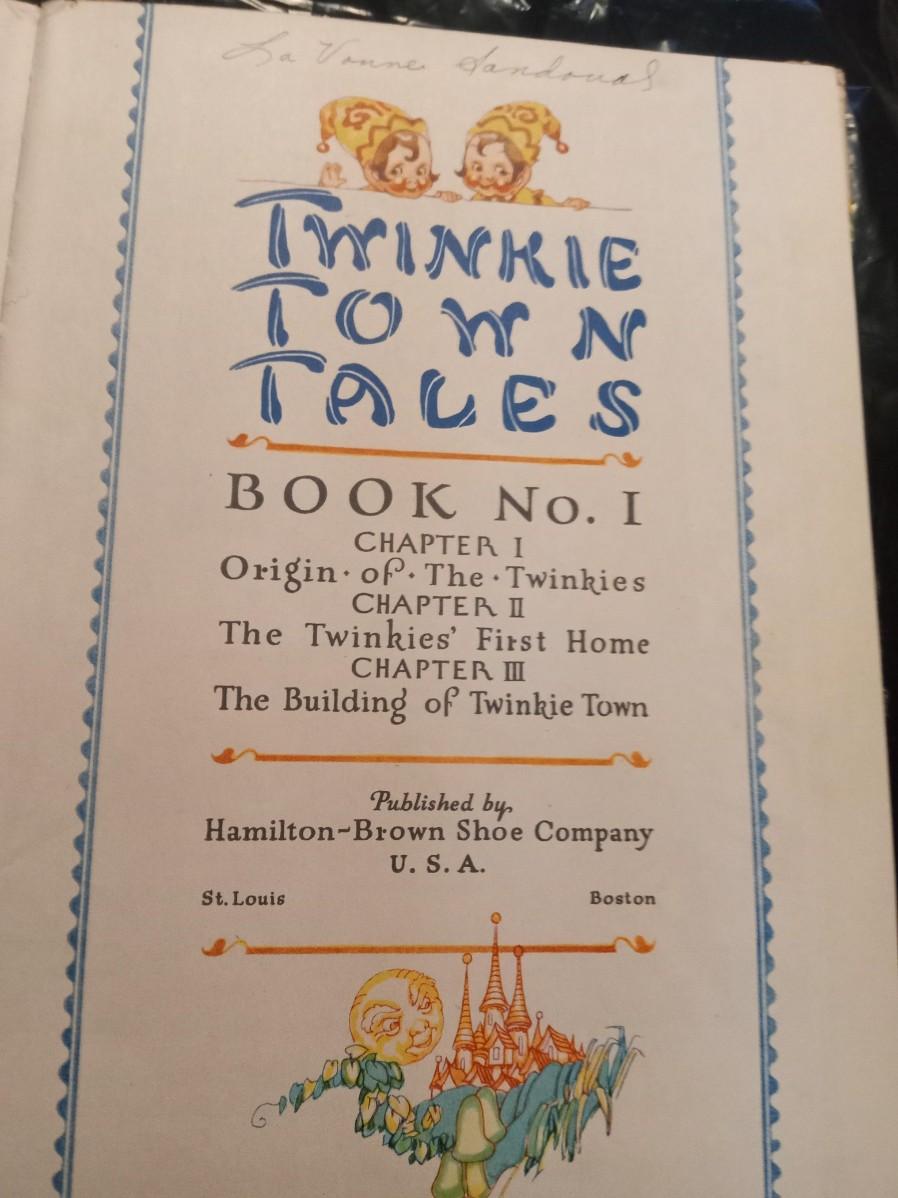 La Vonne Sandoval
TWINKIE
TOWN
TALES
BOOK No. I
CHAPTER I
Origin · of · The · Twinkies
CHAPTER II
The Twinkies' First Home
CHAPTER III
The Building of Twinkie Town
Published by
Hamilton-Brown Shoe Company
U. S. A.
St. Louis Boston